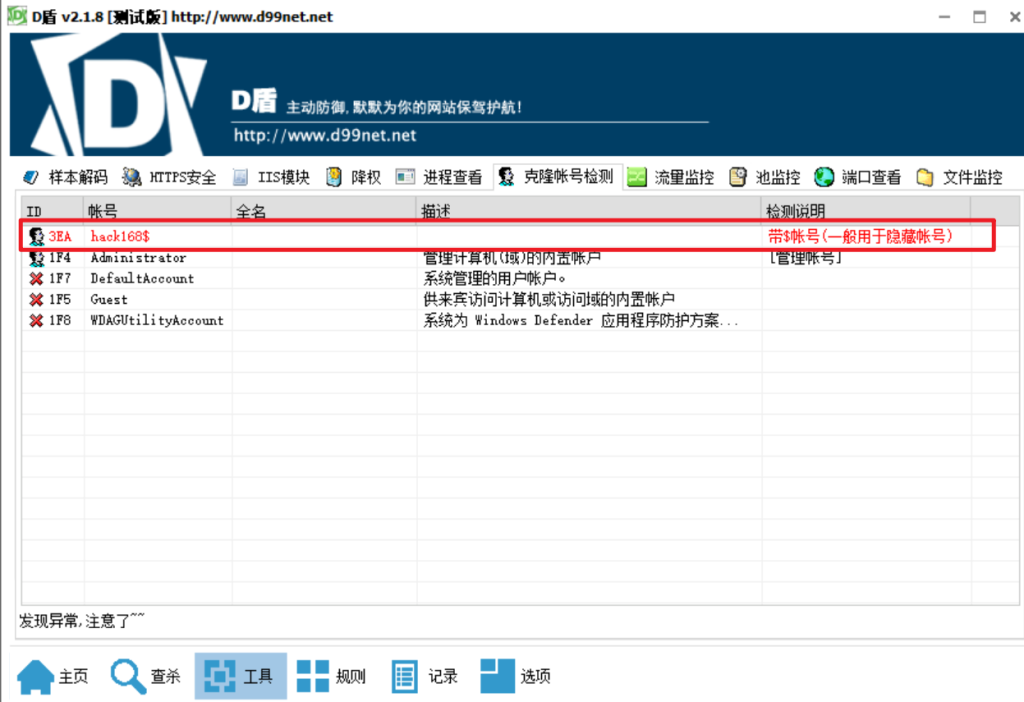 D盾 v2.1.8 [测试版] http://www.d99net.net
D
D盾 主动防御,默默为你的网站保驾护航!
http://www.d99net.net
样本解码 HTTPS安全 IIS模块 降权 进程查看 克隆帐号检测 流量监控 池监控 端口查看 文件监控
ID 帐号 全名 描述 检测说明
3EA hack168$ 带$帐号(一般用于隐藏帐号)
1F4 Administrator 管理计算机(域)的内置帐户 [管理帐号]
1F7 DefaultAccount 系统管理的用户帐户。
1F5 Guest 供来宾访问计算机或访问域的内置帐户
1F8 WDAGUtilityAccount 系统为 Windows Defender 应用程序防护方案...
发现异常,注意了~~
主页 查杀 工具 规则 记录 选项